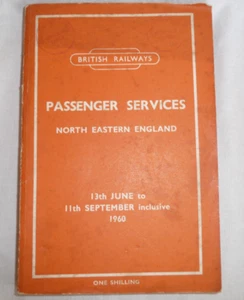 BRITISH RAILWAYS
PASSENGER SERVICES
NORTH EASTERN ENGLAND
13th JUNE to
11th SEPTEMBER inclusive
1960
ONE SHILLING